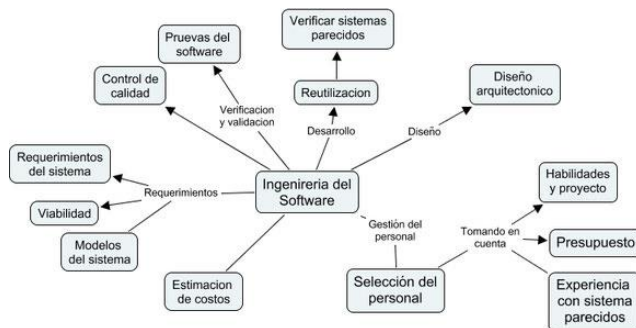 Verificar sistemas
parecidos
Pruevas del
software
Control de
calidad
Reutilizacion
Diseño
arquitectonico
Verificacion
y validacion
Desarrollo
Diseño
Requerimientos
del sistema
Requerimientos
Ingenireria del
Software
Habilidades
y proyecto
Viabilidad
Gestión del
personal
Tomando en
cuenta
Presupuesto
Modelos
del sistema
Estimacion
de costos
Selección del
personal
Experiencia
con sistema
parecidos